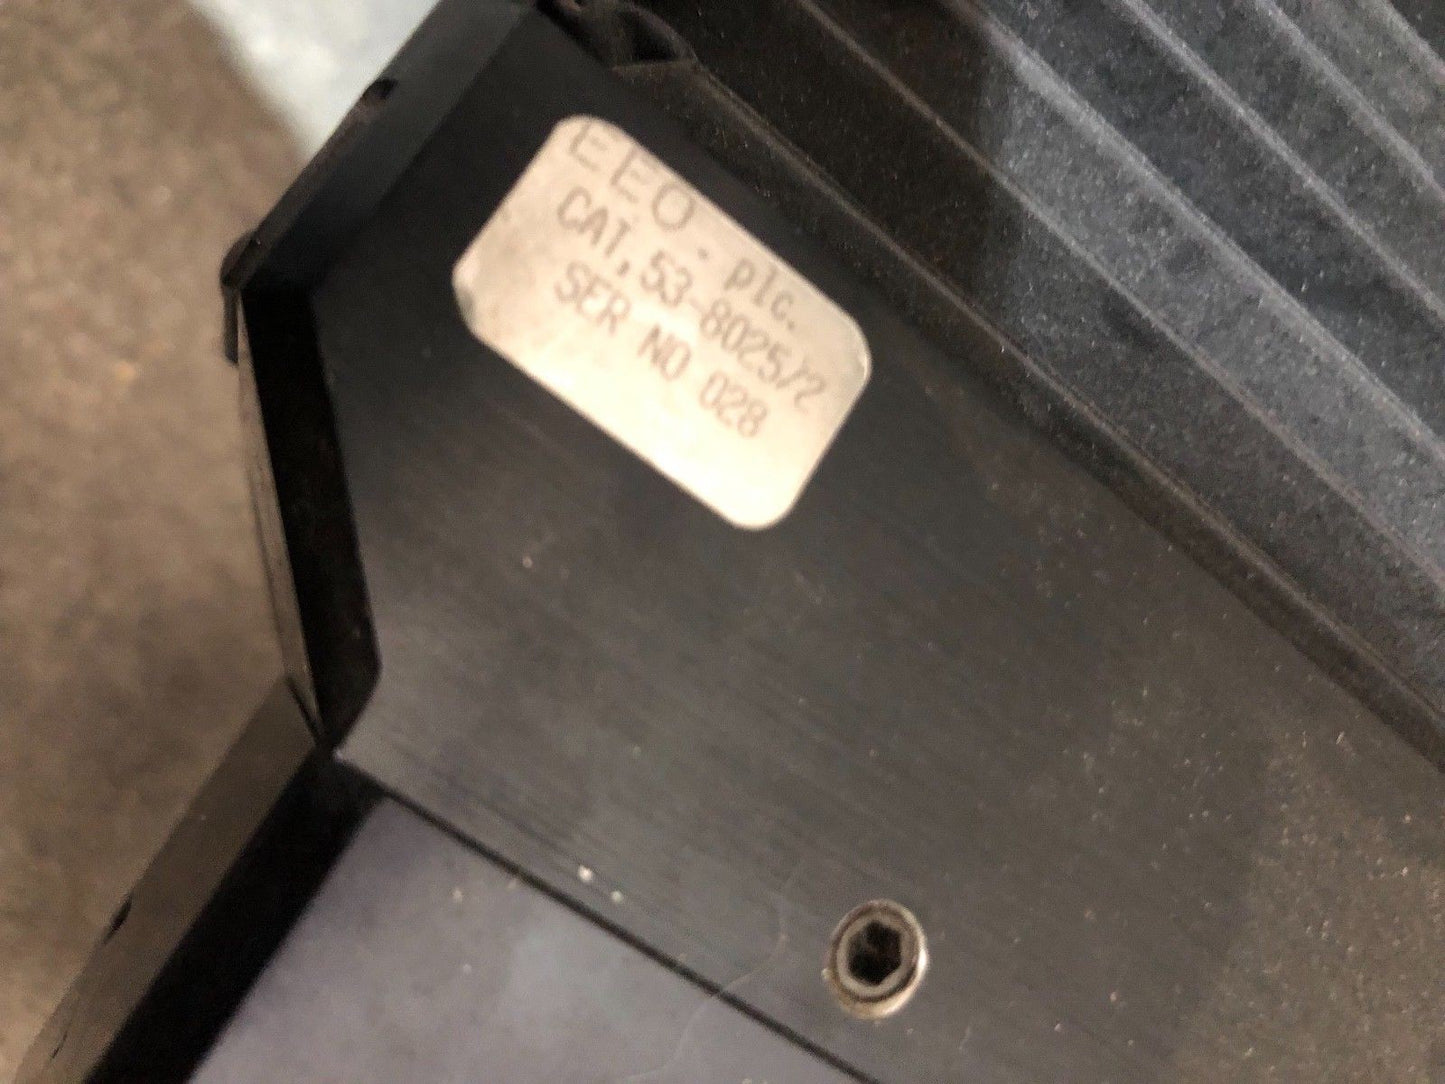 EEO. plc.
CAT.53-8025/2
SER NO 028